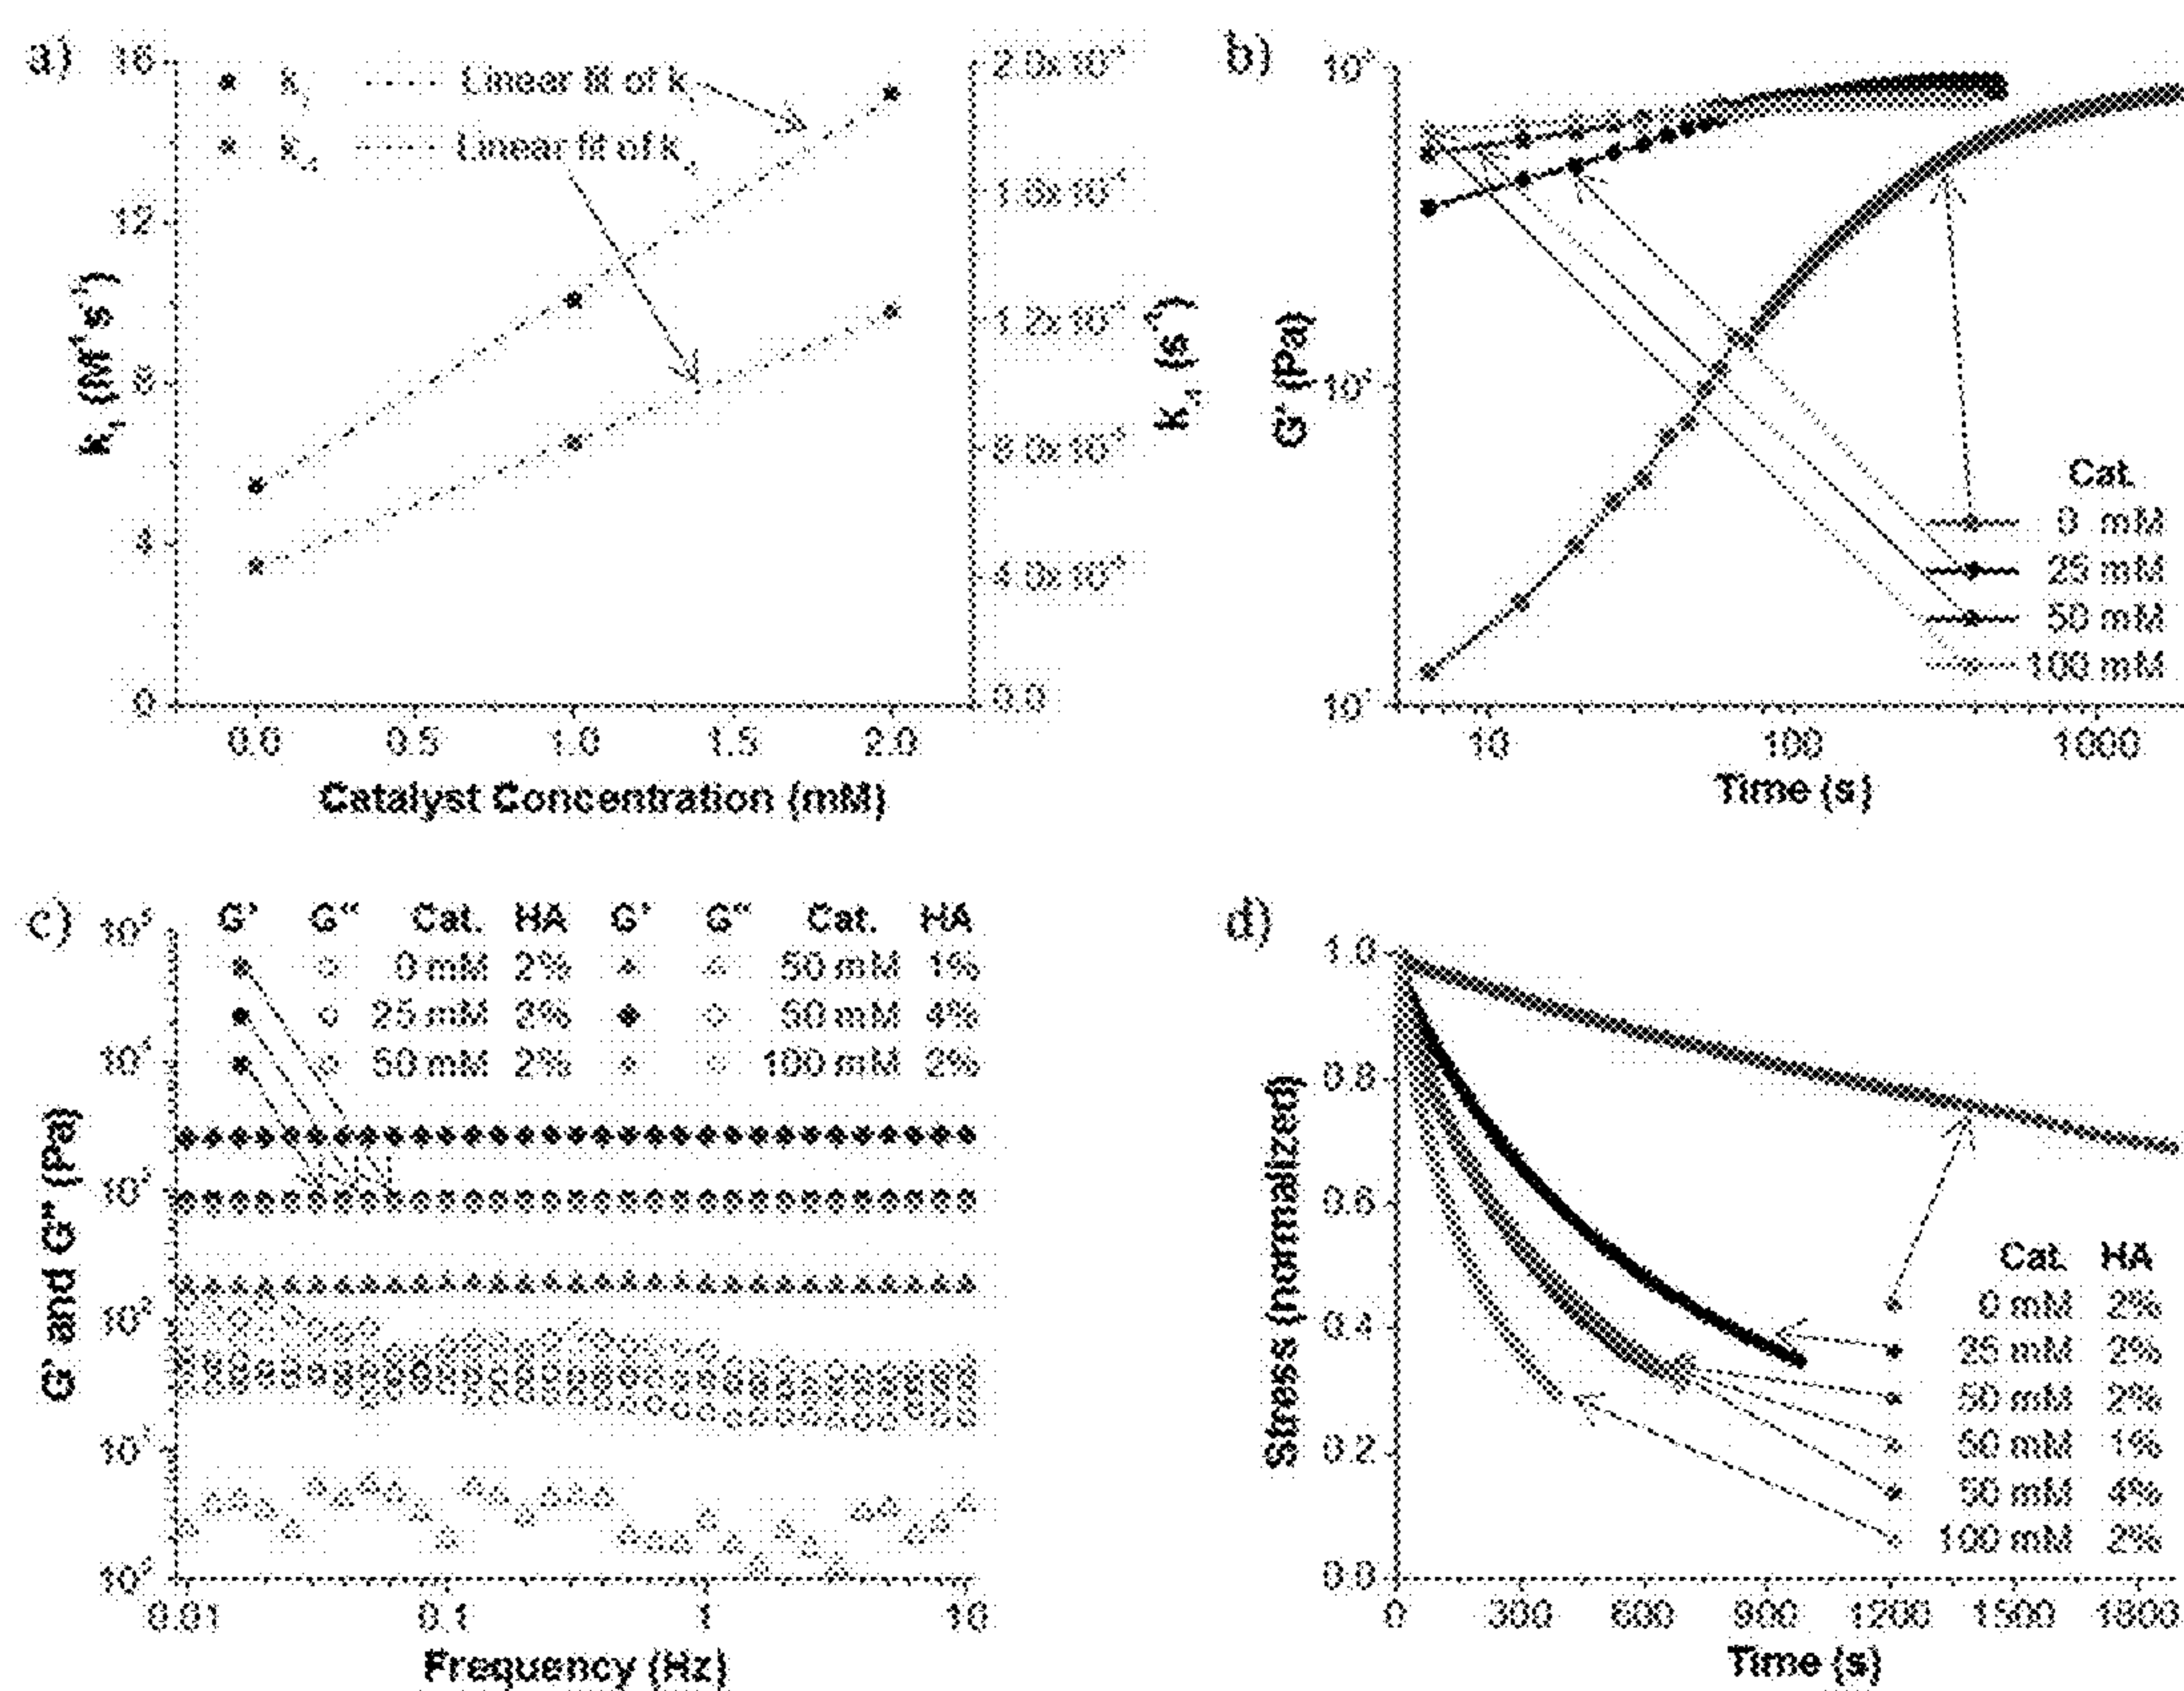 a)
k₁ Linear fit of k₁
k₋₁ Linear fit of k₋₁
16
12
8
4
0
k₁ (M⁻¹s⁻¹)
0.0 0.5 1.0 1.5 2.0
Catalyst Concentration (mM)
0.0
k₋₁ (s⁻¹)
b)
G' (Pa)
Cat.
0 mM
25 mM
50 mM
100 mM
10 100 1000
Time (s)
c)
G' G" Cat. HA G' G" Cat. HA
0 mM 2% 50 mM 1%
25 mM 2% 50 mM 4%
50 mM 2% 100 mM 2%
G' and G" (Pa)
0.01 0.1 1 10
Frequency (Hz)
d)
1.0
0.8
0.6
0.4
0.2
0.0
Stress (normalized)
Cat. HA
0 mM 2%
25 mM 2%
50 mM 2%
50 mM 1%
50 mM 4%
100 mM 2%
0 300 600 900 1200 1500 1800
Time (s)